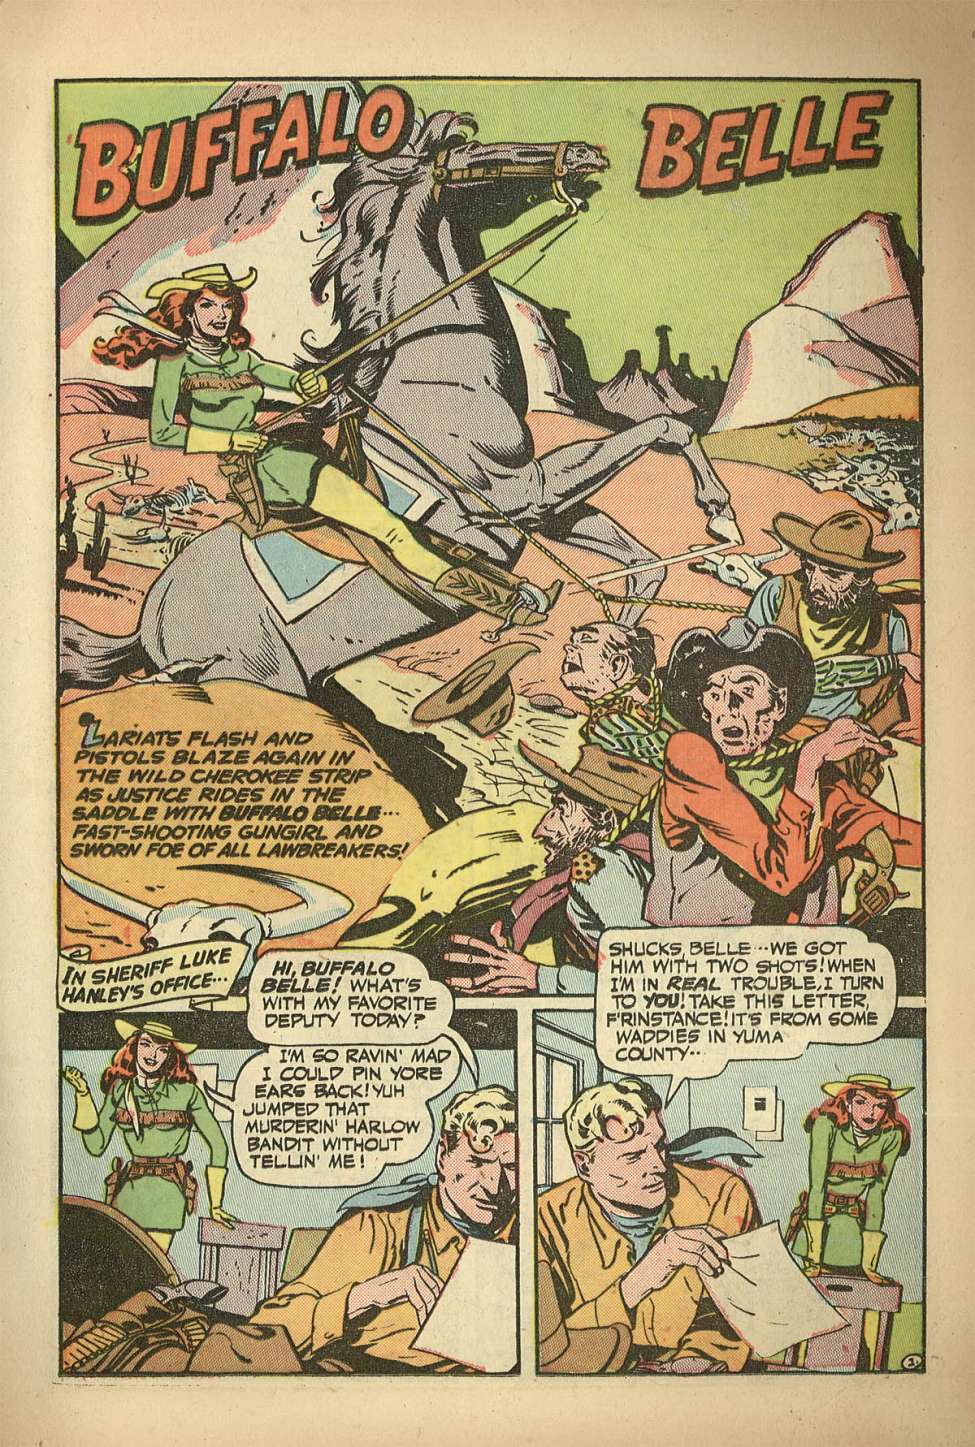 BUFFALO BELLE
LARIATS FLASH AND
PISTOLS BLAZE AGAIN IN
THE WILD CHEROKEE STRIP
AS JUSTICE RIDES IN THE
SADDLE WITH BUFFALO BELLE...
FAST-SHOOTING GUNGIRL AND
SWORN FOE OF ALL LAWBREAKERS!
IN SHERIFF LUKE
HANLEY'S OFFICE...
HI, BUFFALO
BELLE! WHAT'S
WITH MY FAVORITE
DEPUTY TODAY?
I'M SO RAVIN' MAD
I COULD PIN YORE
EARS BACK! YUH
JUMPED THAT
MURDERIN' HARLOW
BANDIT WITHOUT
TELLIN' ME!
SHUCKS, BELLE...WE GOT
HIM WITH TWO SHOTS! WHEN
I'M IN REAL TROUBLE, I TURN
TO YOU! TAKE THIS LETTER,
F'RINSTANCE! IT'S FROM SOME
WADDIES IN YUMA
COUNTY..
1